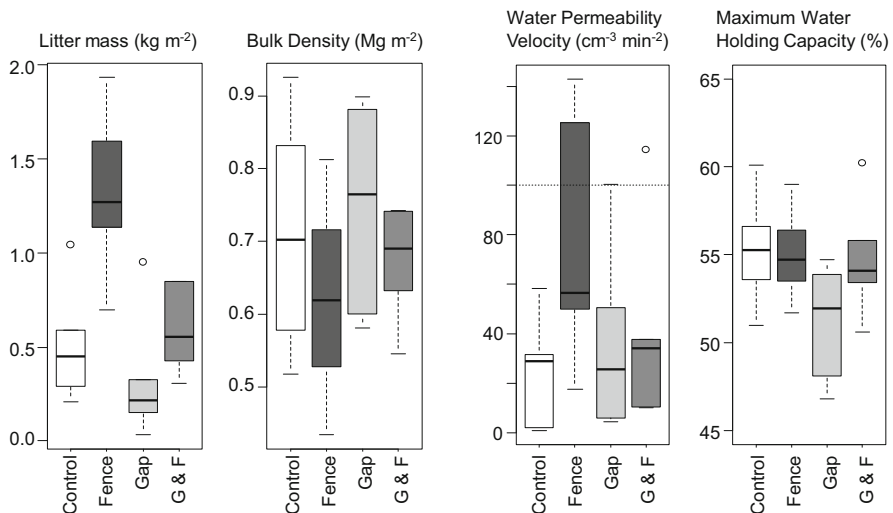 Litter mass (kg m⁻²)
2.0
1.5
1.0
0.5
0.0
Control
Fence
Gap
G & F
Bulk Density (Mg m⁻²)
0.9
0.8
0.7
0.6
0.5
Control
Fence
Gap
G & F
Water Permeability
Velocity (cm⁻³ min⁻²)
120
80
40
0
Control
Fence
Gap
G & F
Maximum Water
Holding Capacity (%)
65
60
55
50
45
Control
Fence
Gap
G & F